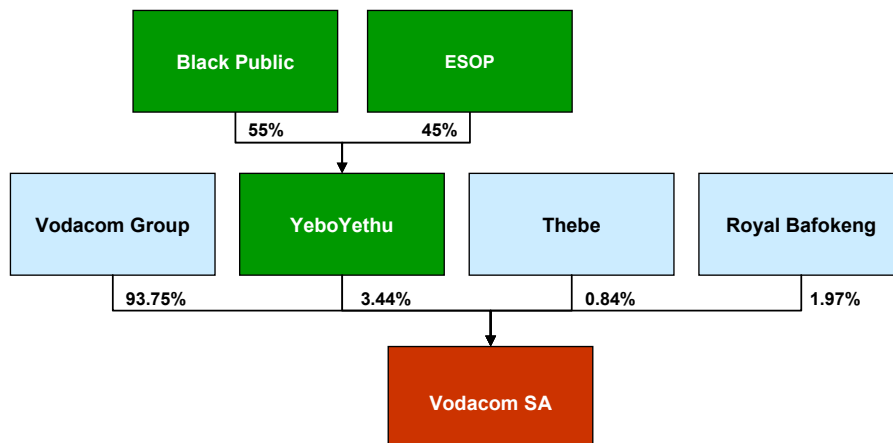 Black Public
ESOP
55%
45%
Vodacom Group
YeboYethu
Thebe
Royal Bafokeng
93.75%
3.44%
0.84%
1.97%
Vodacom SA